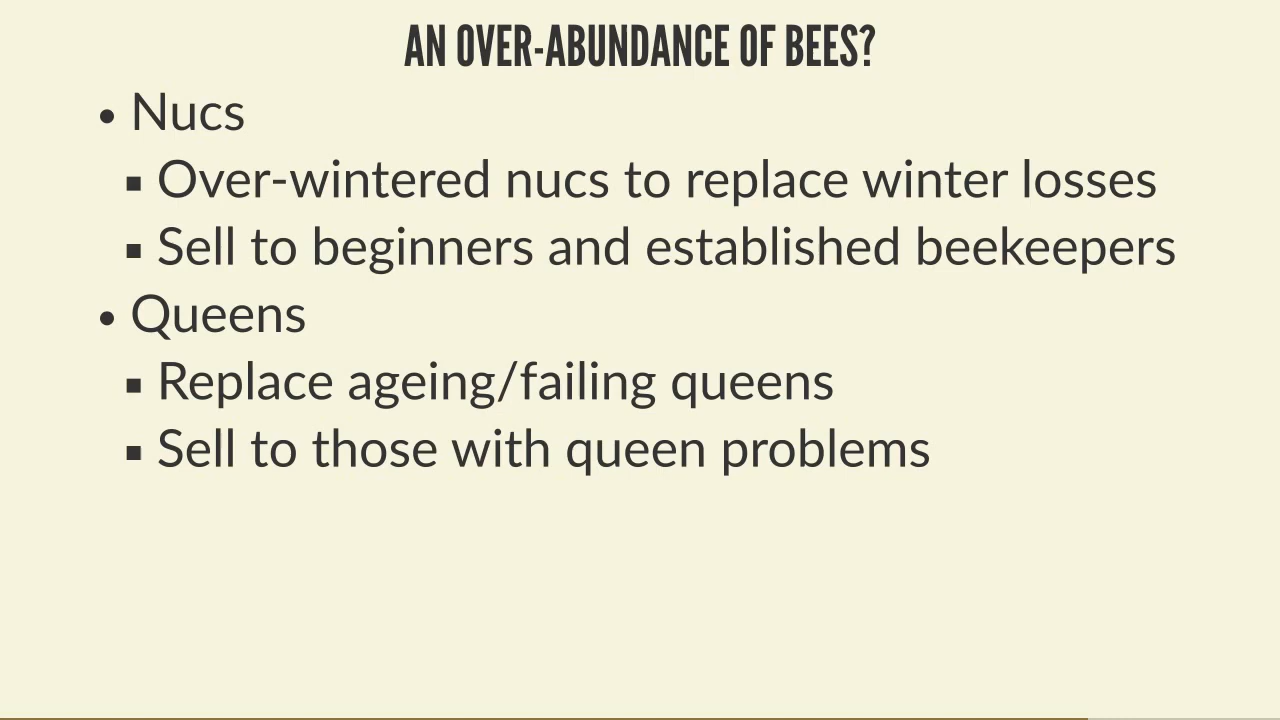 AN OVER-ABUNDANCE OF BEES?
• Nucs
▪ Over-wintered nucs to replace winter losses
▪ Sell to beginners and established beekeepers
• Queens
▪ Replace ageing/failing queens
▪ Sell to those with queen problems